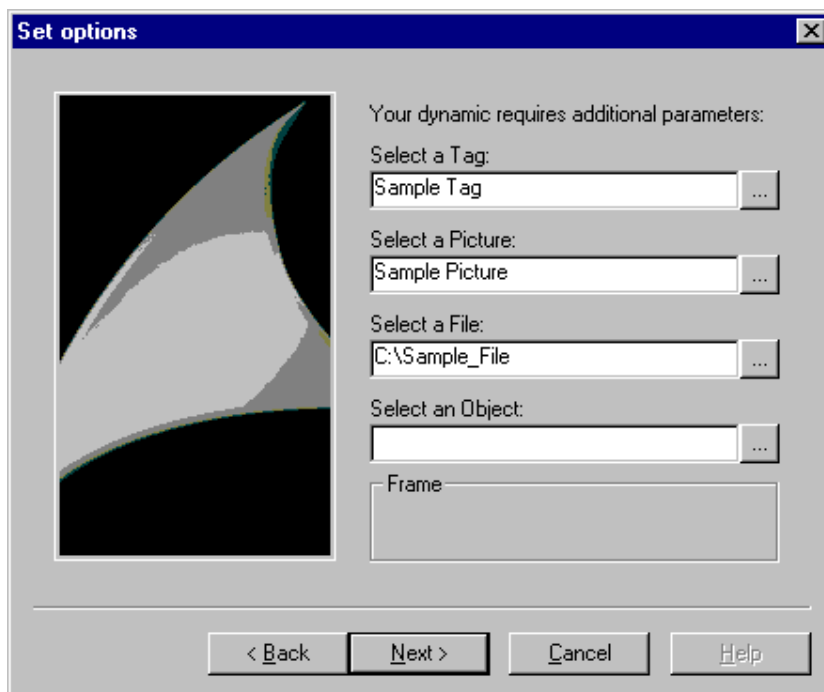 Set options
Your dynamic requires additional parameters:
Select a Tag:
Sample Tag
...
Select a Picture:
Sample Picture
...
Select a File:
C:\Sample_File
...
Select an Object:
...
Frame
< Back
Next >
Cancel
Help